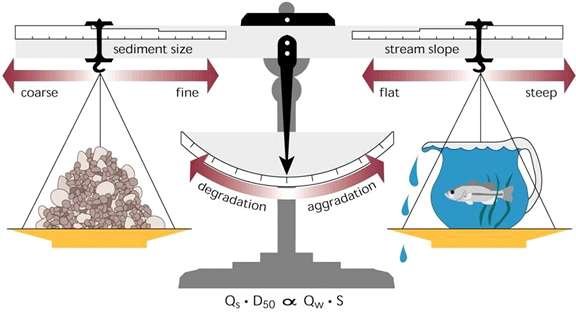 sediment size
stream slope
coarse
fine
flat
steep
degradation
aggradation
Qs • D50 ∝ Qw • S